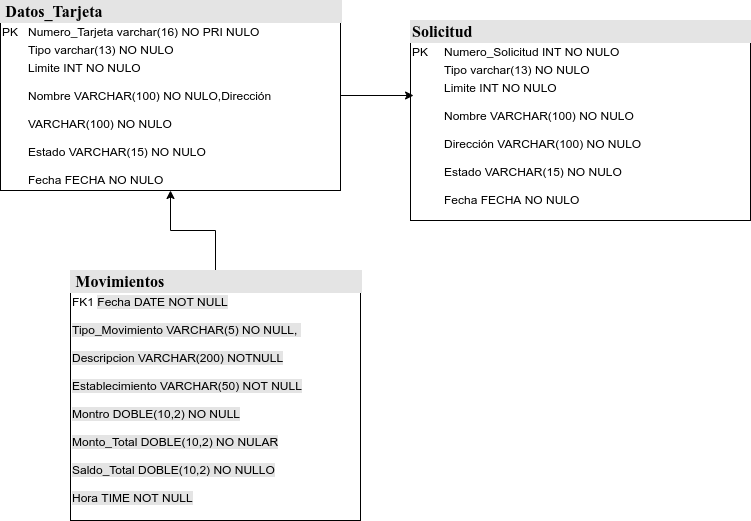 Datos_Tarjeta
PK Numero_Tarjeta varchar(16) NO PRI NULO
Tipo varchar(13) NO NULO
Limite INT NO NULO
Nombre VARCHAR(100) NO NULO,Dirección
VARCHAR(100) NO NULO
Estado VARCHAR(15) NO NULO
Fecha FECHA NO NULO
Solicitud
PK Numero_Solicitud INT NO NULO
Tipo varchar(13) NO NULO
Limite INT NO NULO
Nombre VARCHAR(100) NO NULO
Dirección VARCHAR(100) NO NULO
Estado VARCHAR(15) NO NULO
Fecha FECHA NO NULO
Movimientos
FK1 Fecha DATE NOT NULL
Tipo_Movimiento VARCHAR(5) NO NULL,
Descripcion VARCHAR(200) NOTNULL
Establecimiento VARCHAR(50) NOT NULL
Montro DOBLE(10,2) NO NULL
Monto_Total DOBLE(10,2) NO NULAR
Saldo_Total DOBLE(10,2) NO NULLO
Hora TIME NOT NULL